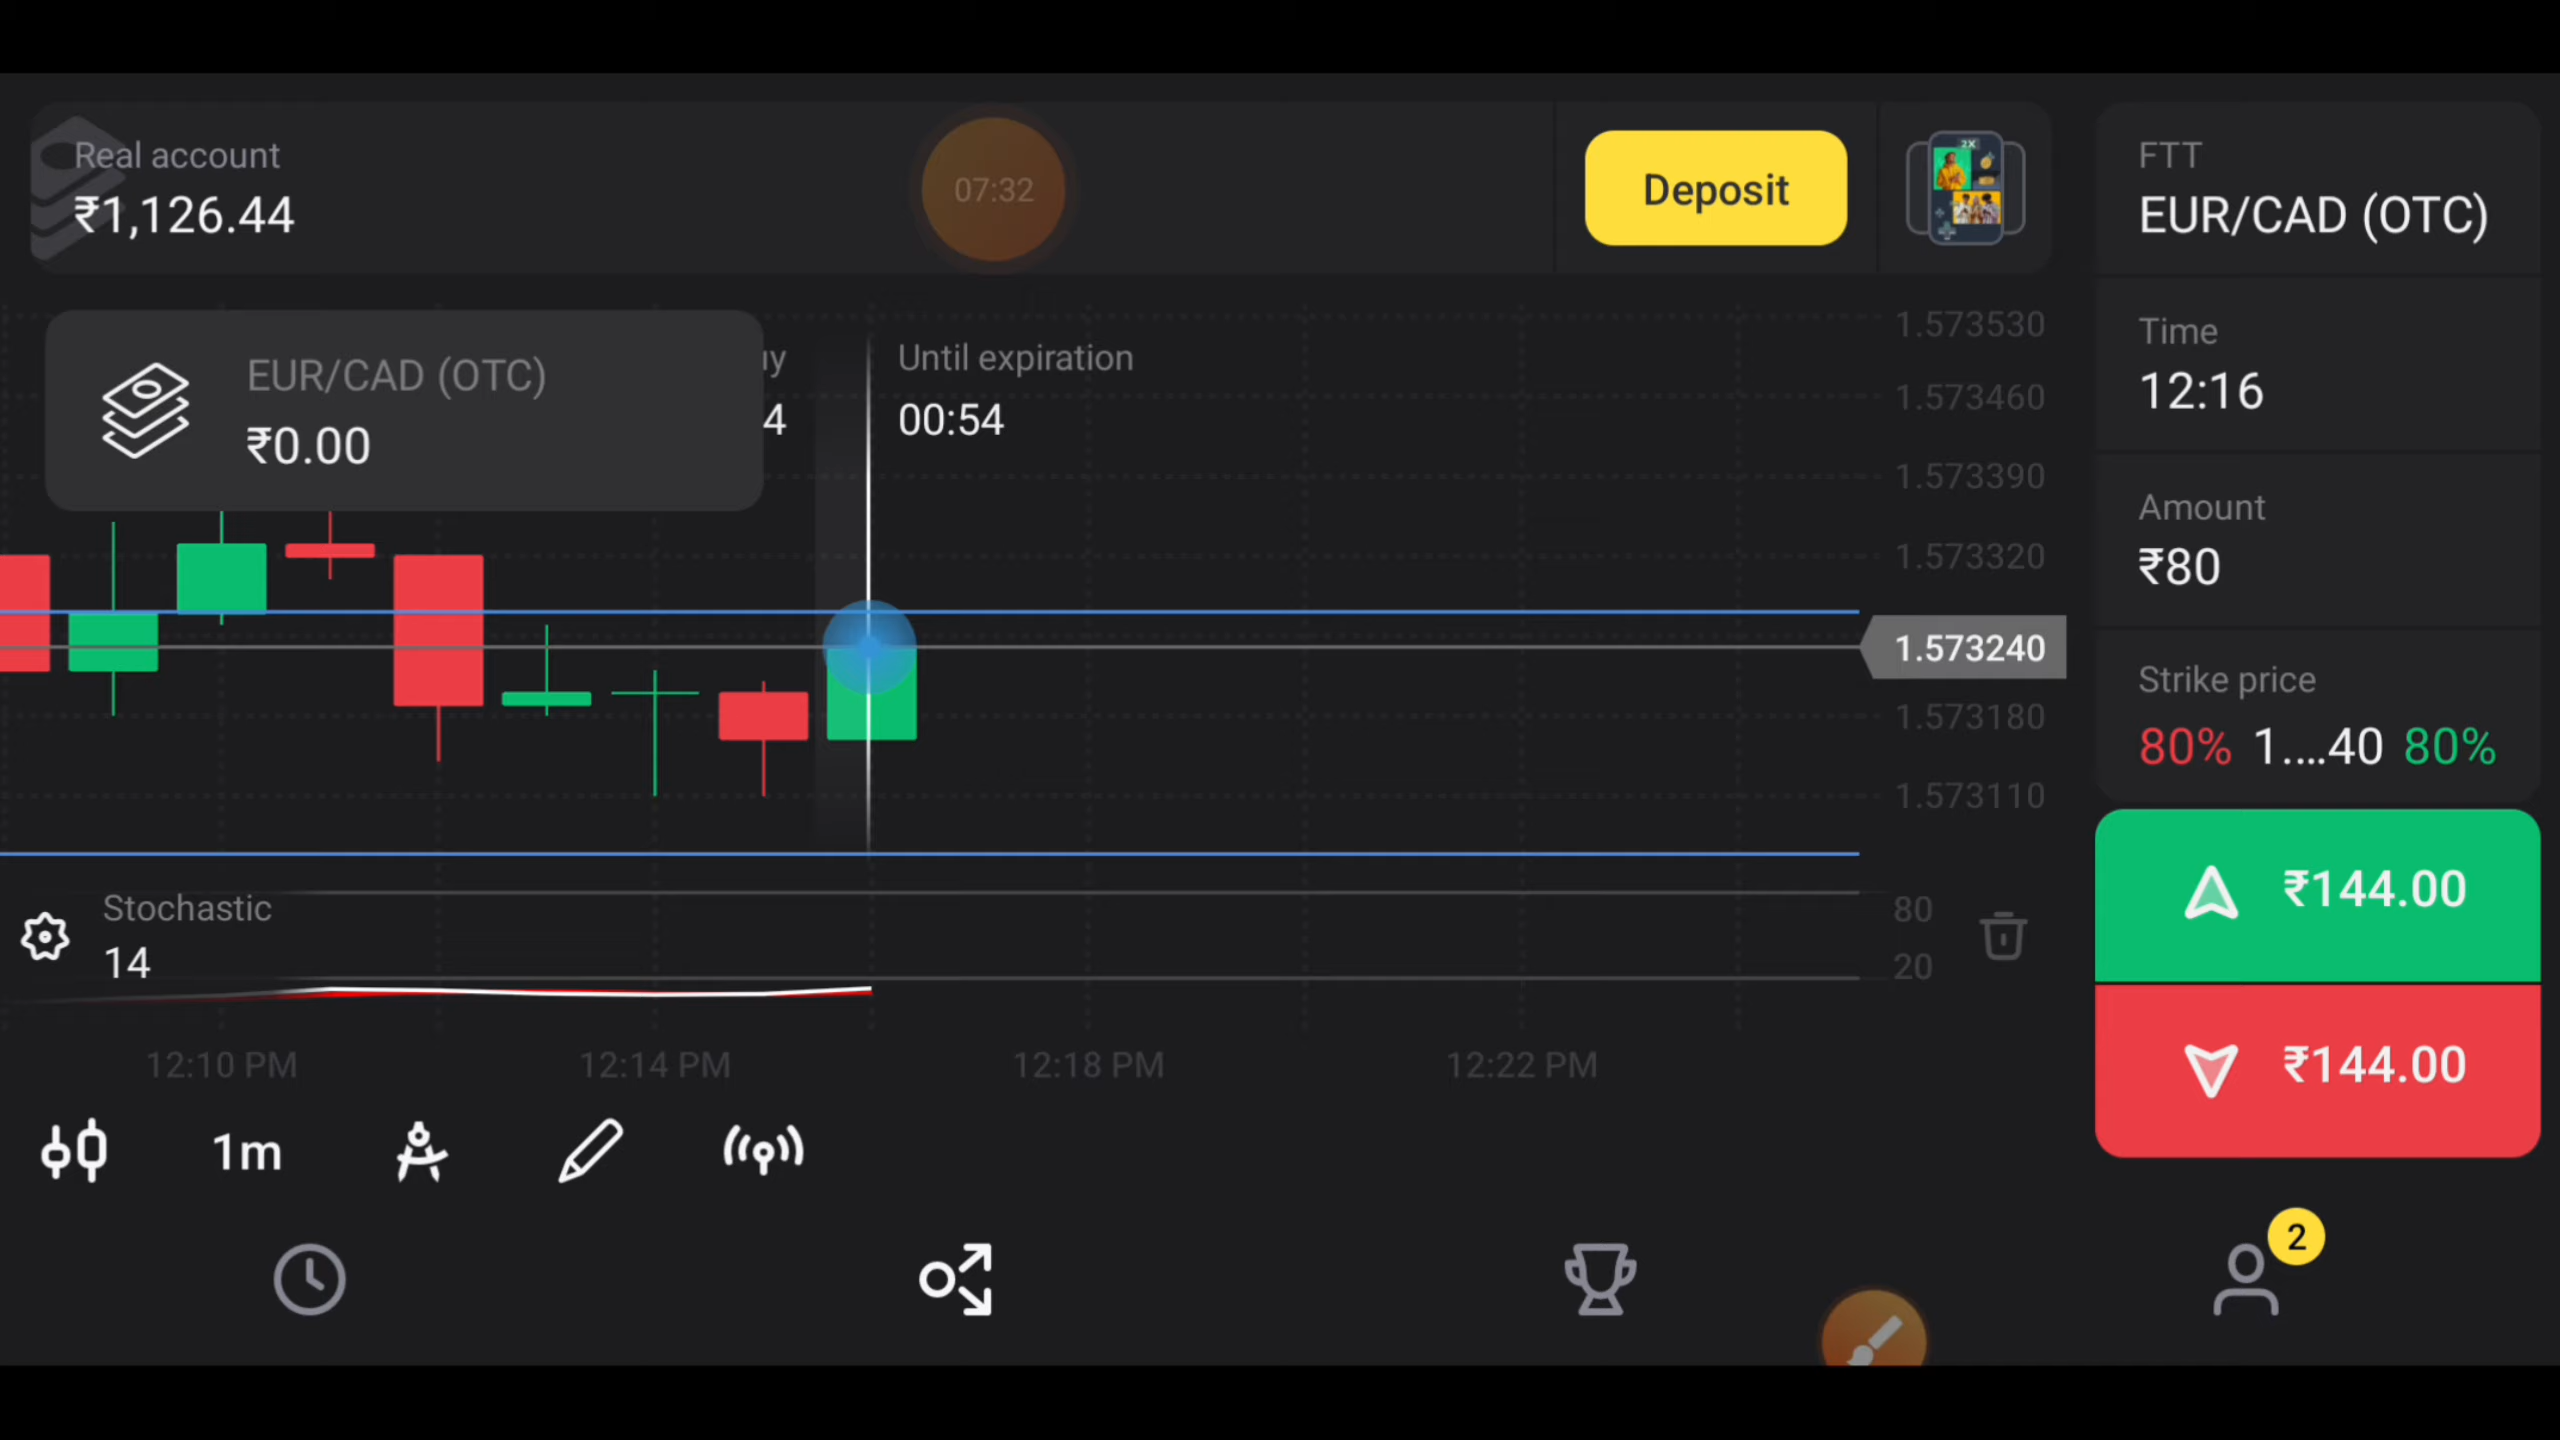 Real account
₹1,126.44
07:32
Deposit
2X
FTT
EUR/CAD (OTC)
Time
12:16
Amount
₹80
Strike price
80% 1.…40 80%
₹144.00
₹144.00
EUR/CAD (OTC)
₹0.00
4
Until expiration
00:54
1.573530
1.573460
1.573390
1.573320
1.573240
1.573180
1.573110
Stochastic
14
80
20
12:10 PM
12:14 PM
12:18 PM
12:22 PM
1m
2